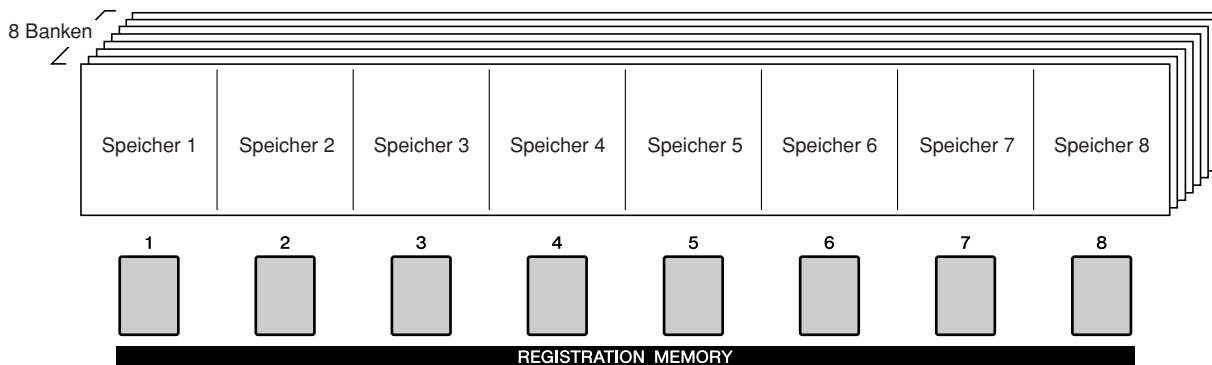 8 Banken
Speicher 1 Speicher 2 Speicher 3 Speicher 4 Speicher 5 Speicher 6 Speicher 7 Speicher 8
1 2 3 4 5 6 7 8
REGISTRATION MEMORY